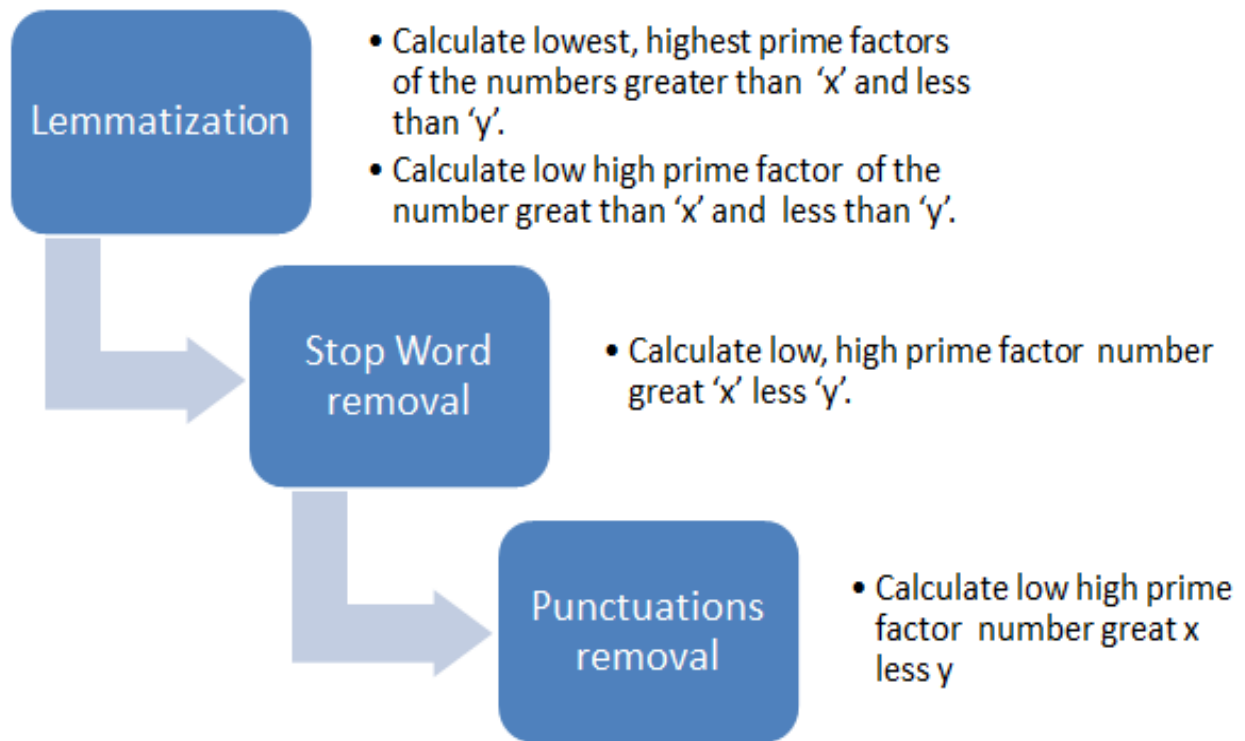 Lemmatization
• Calculate lowest, highest prime factors
of the numbers greater than ‘x’ and less
than ‘y’.
• Calculate low high prime factor of the
number great than ‘x’ and less than ‘y’.
Stop Word
removal
• Calculate low, high prime factor number
great ‘x’ less ‘y’.
Punctuations
removal
• Calculate low high prime
factor number great x
less y